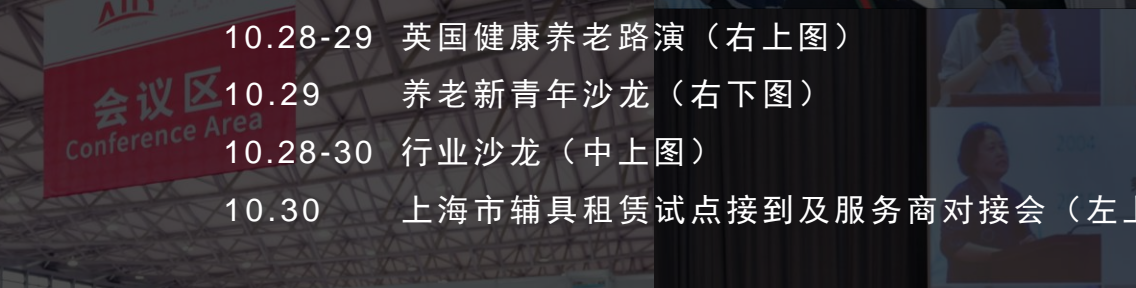 10.28-29 英国健康养老路演（右上图）
会议区
Conference Area
10.29 养老新青年沙龙（右下图）
10.28-30 行业沙龙（中上图）
10.30 上海市辅具租赁试点接到及服务商对接会（左上